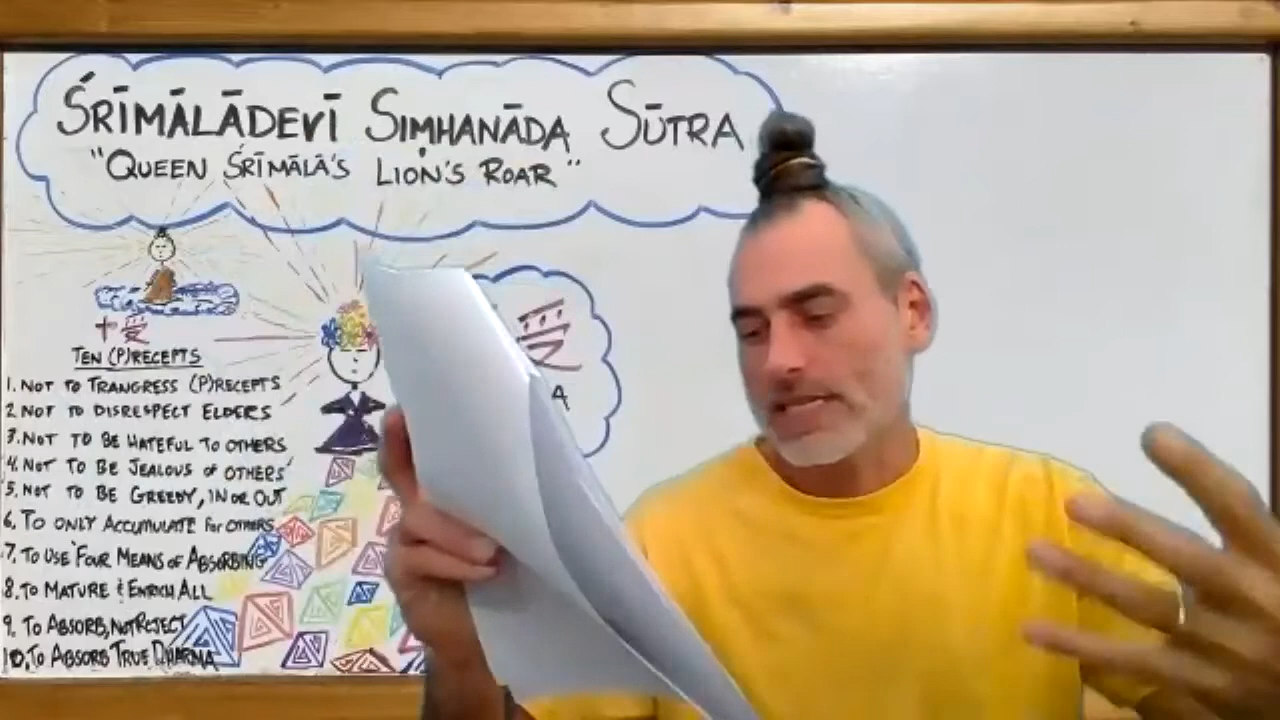 ŚRĪMĀLĀDEVĪ SIṂHANĀDA SŪTRA
"QUEEN ŚRĪMĀLĀ'S LION'S ROAR"
十受
受
A
TEN (P)RECEPTS
1. NOT TO TRANGRESS (P)RECEPTS
2. NOT TO DISRESPECT ELDERS
3. NOT TO BE HATEFUL TO OTHERS
4. NOT TO BE JEALOUS OF OTHERS'
5. NOT TO BE GREEDY, IN OR OUT
6. TO ONLY ACCUMULATE FOR OTHERS
7. TO USE 'FOUR MEANS OF ABSORBING'
8. TO MATURE & ENRICH ALL
9. TO ABSORB, NOT REJECT
10. TO ABSORB TRUE DHARMA